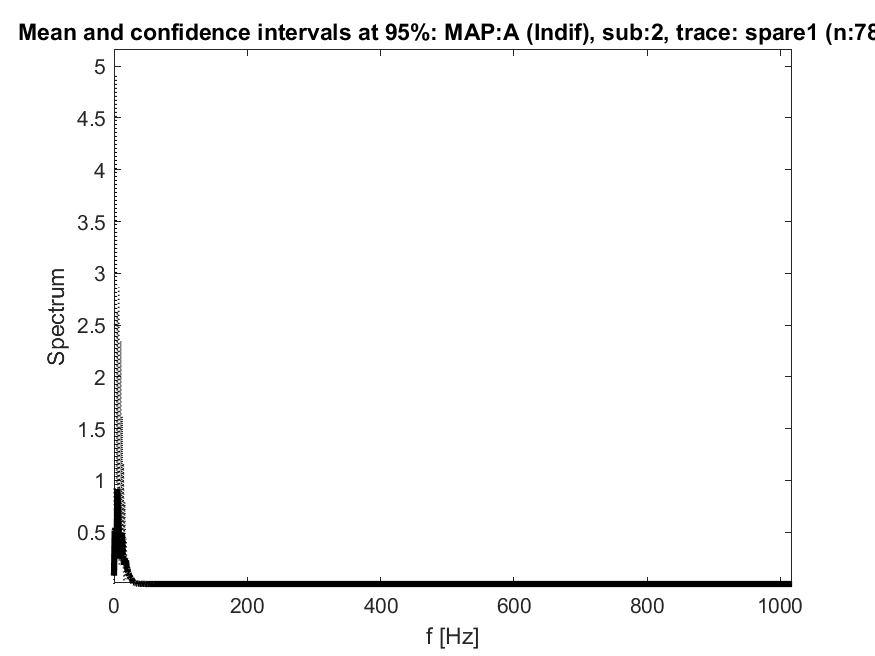 Mean and confidence intervals at 95%: MAP:A (Indif), sub:2, trace: spare1 (n:78
5
4.5
4
3.5
3
2.5
2
1.5
1
0.5
Spectrum
0 200 400 600 800 1000
f [Hz]